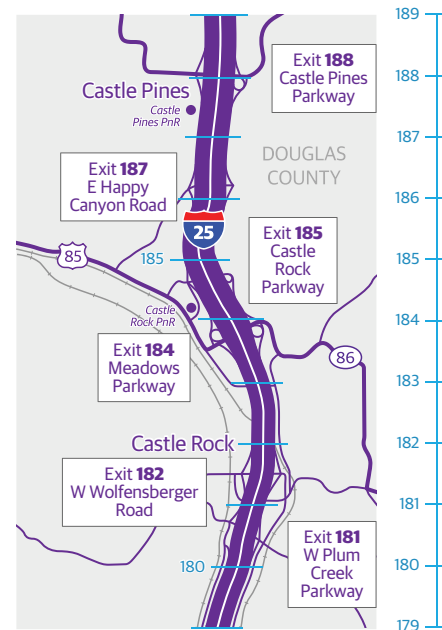 189
Exit 188
Castle Pines
Parkway
188
Castle Pines
Castle
Pines PnR
187
DOUGLAS
COUNTY
Exit 187
E Happy
Canyon Road
186
25
Exit 185
Castle
Rock
Parkway
85
185
185
Castle
Rock PnR
184
Exit 184
Meadows
Parkway
86
183
Castle Rock
182
Exit 182
W Wolfensberger
Road
181
Exit 181
W Plum
Creek
Parkway
180
180
179